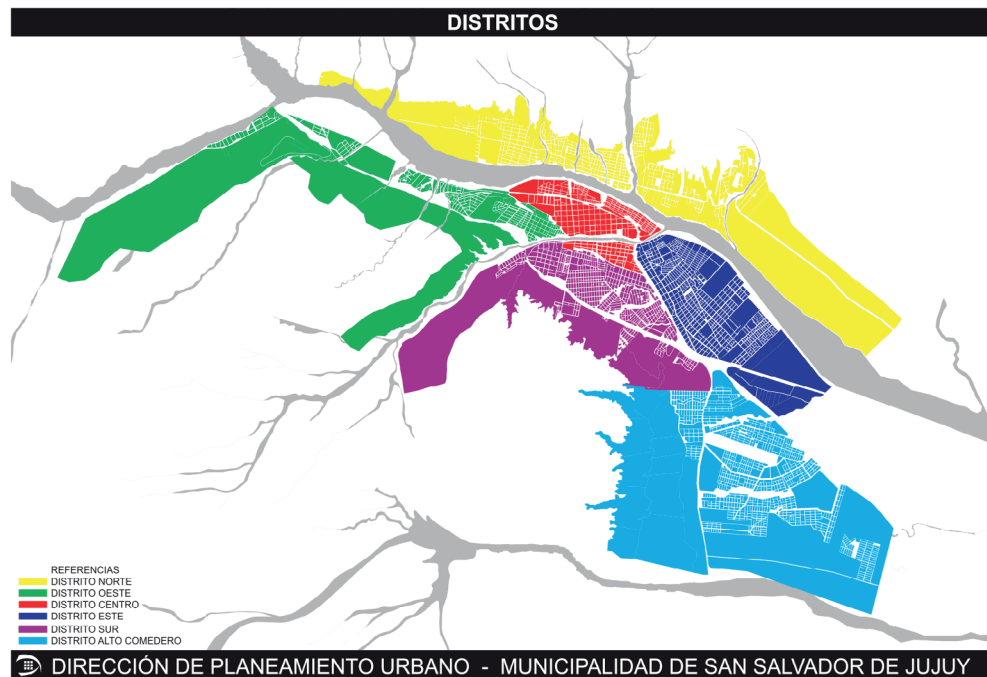 DISTRITOS
REFERENCIAS
DISTRITO NORTE
DISTRITO OESTE
DISTRITO CENTRO
DISTRITO ESTE
DISTRITO SUR
DISTRITO ALTO COMEDERO
DIRECCIÓN DE PLANEAMIENTO URBANO - MUNICIPALIDAD DE SAN SALVADOR DE JUJUY